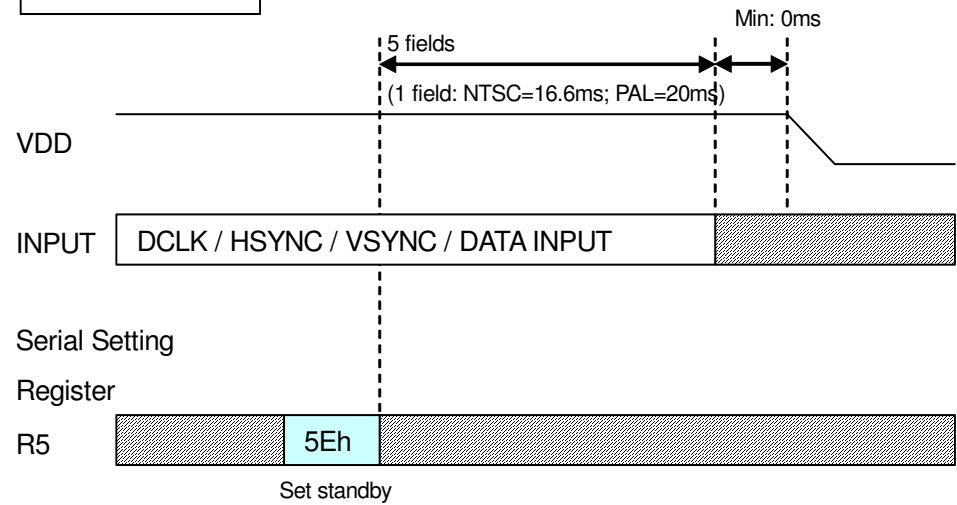 Min: 0ms
5 fields
(1 field: NTSC=16.6ms; PAL=20ms)
VDD
INPUT
DCLK / HSYNC / VSYNC / DATA INPUT
Serial Setting
Register
R5
5Eh
Set standby